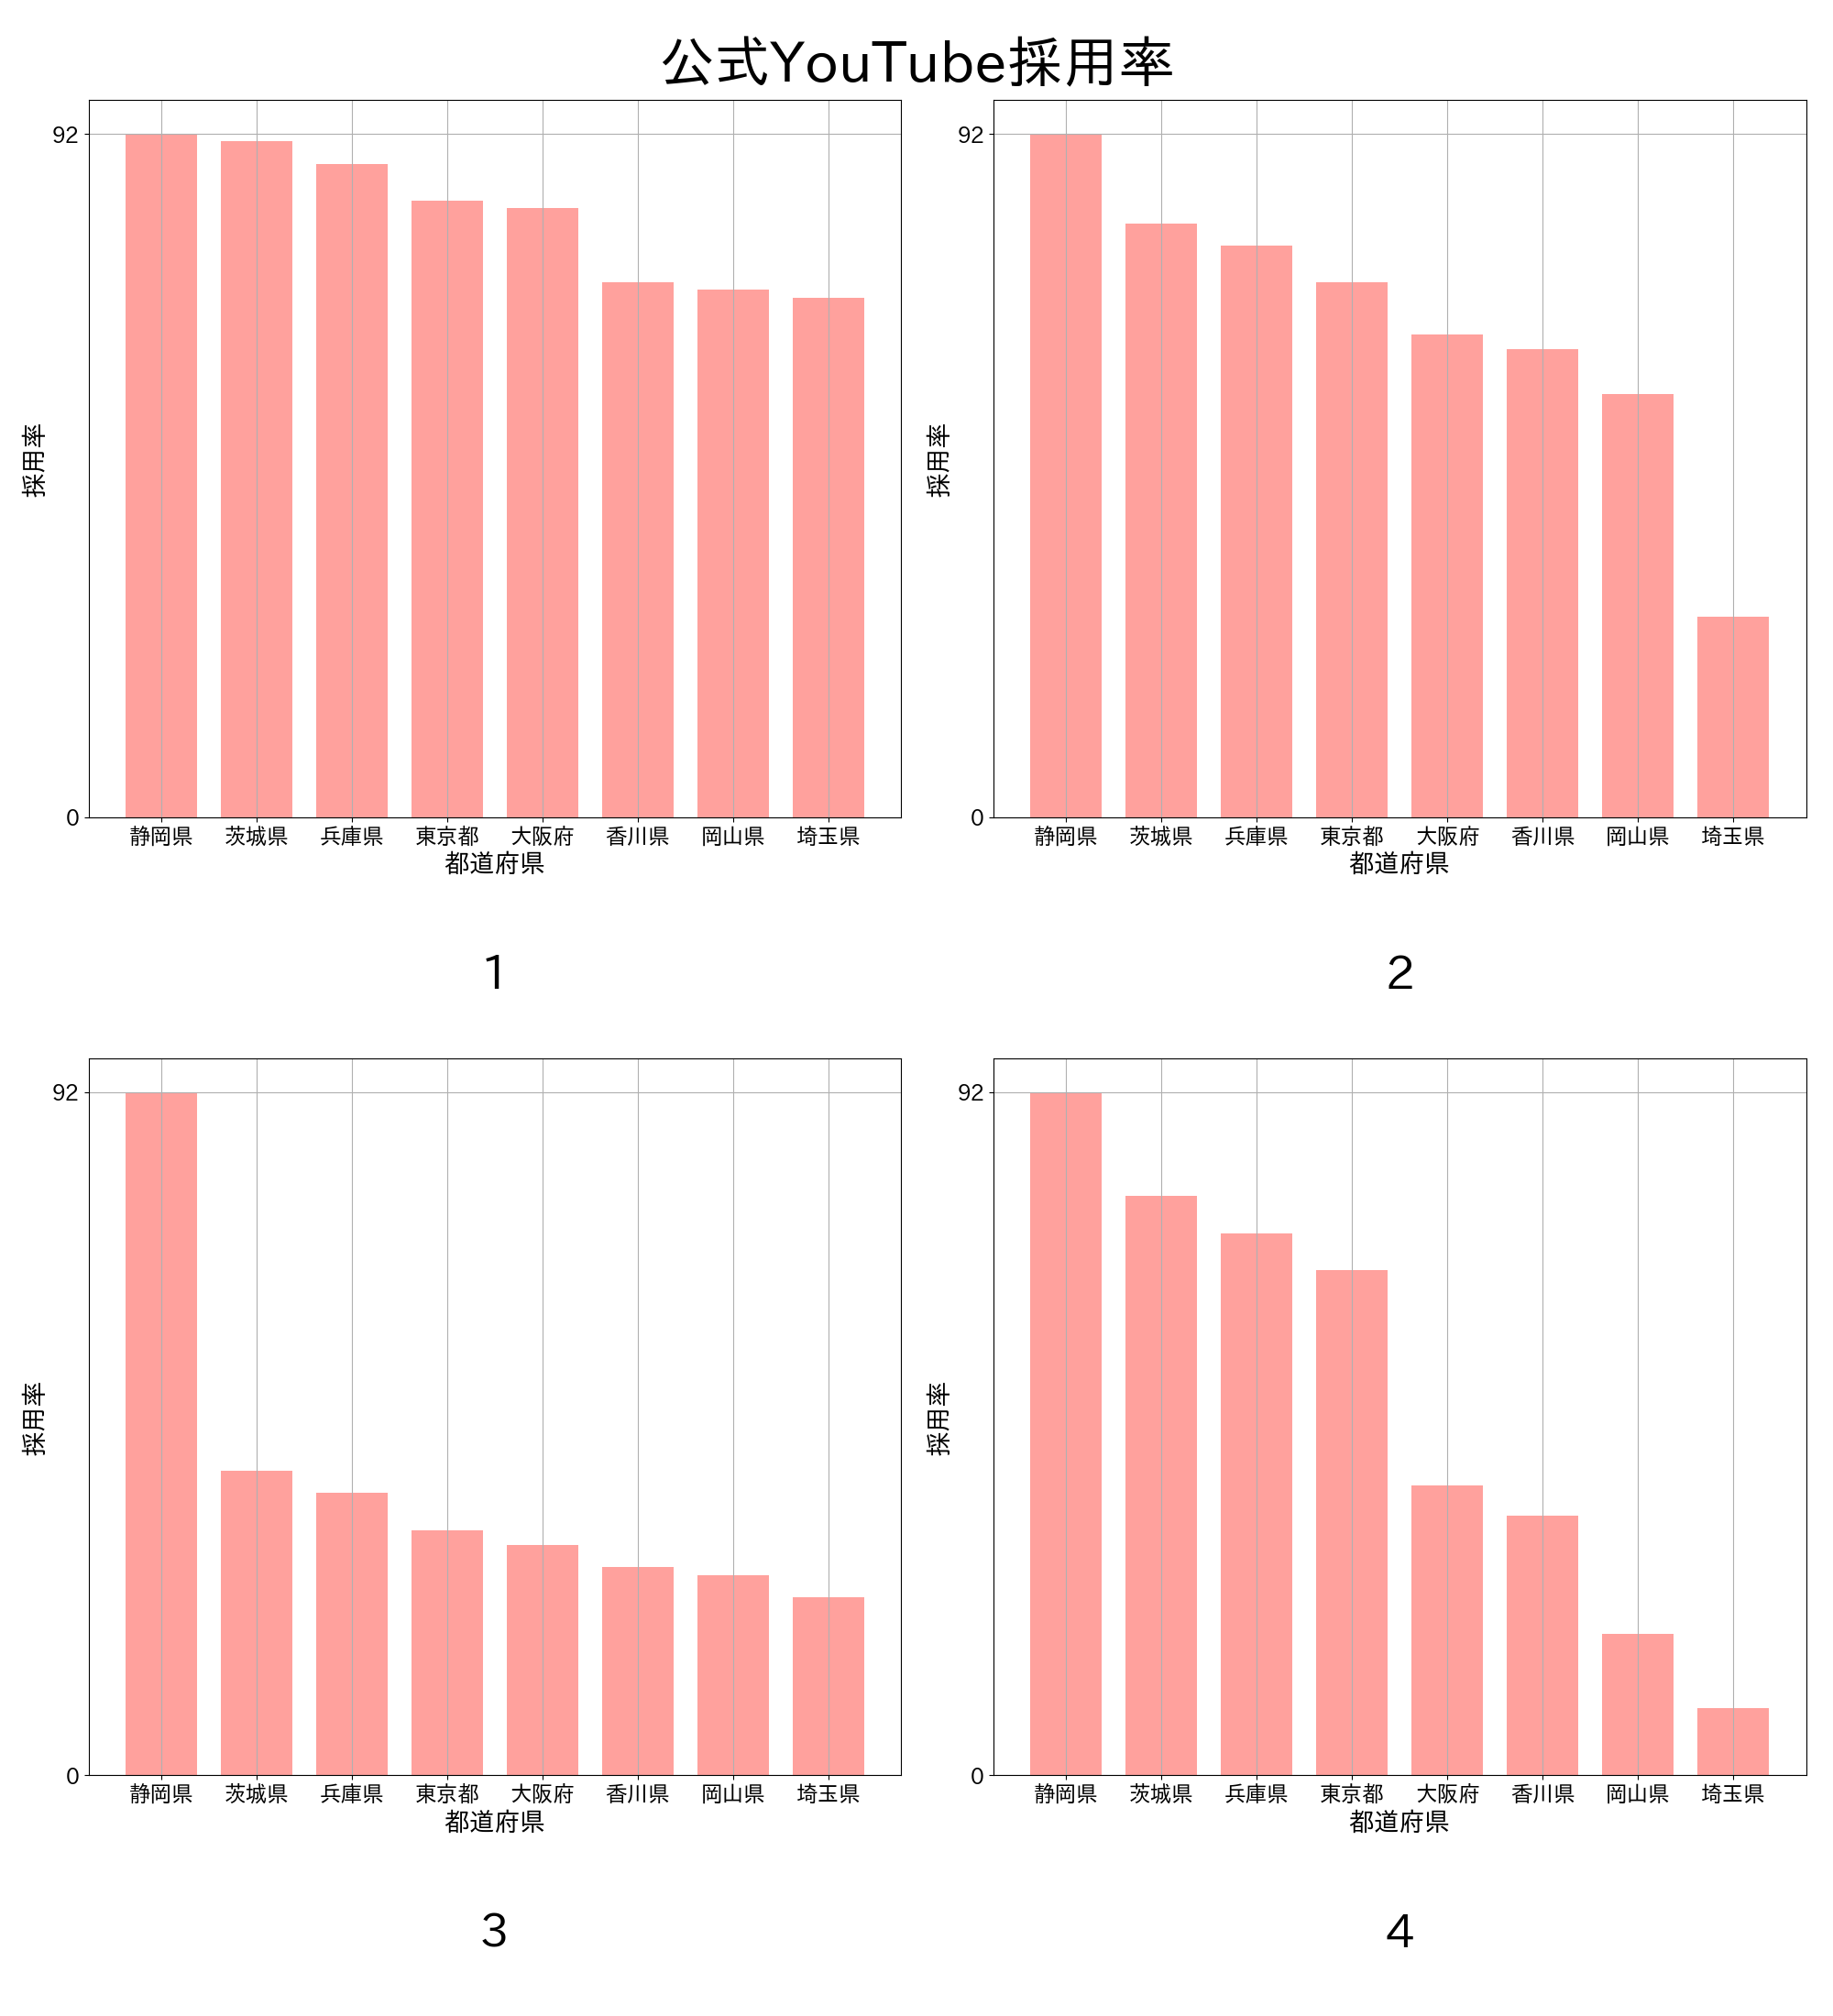 公式YouTube採用率
92
0
採用率
静岡県 茨城県 兵庫県 東京都 大阪府 香川県 岡山県 埼玉県
都道府県
1
92
0
採用率
静岡県 茨城県 兵庫県 東京都 大阪府 香川県 岡山県 埼玉県
都道府県
2
92
0
採用率
静岡県 茨城県 兵庫県 東京都 大阪府 香川県 岡山県 埼玉県
都道府県
3
92
0
採用率
静岡県 茨城県 兵庫県 東京都 大阪府 香川県 岡山県 埼玉県
都道府県
4